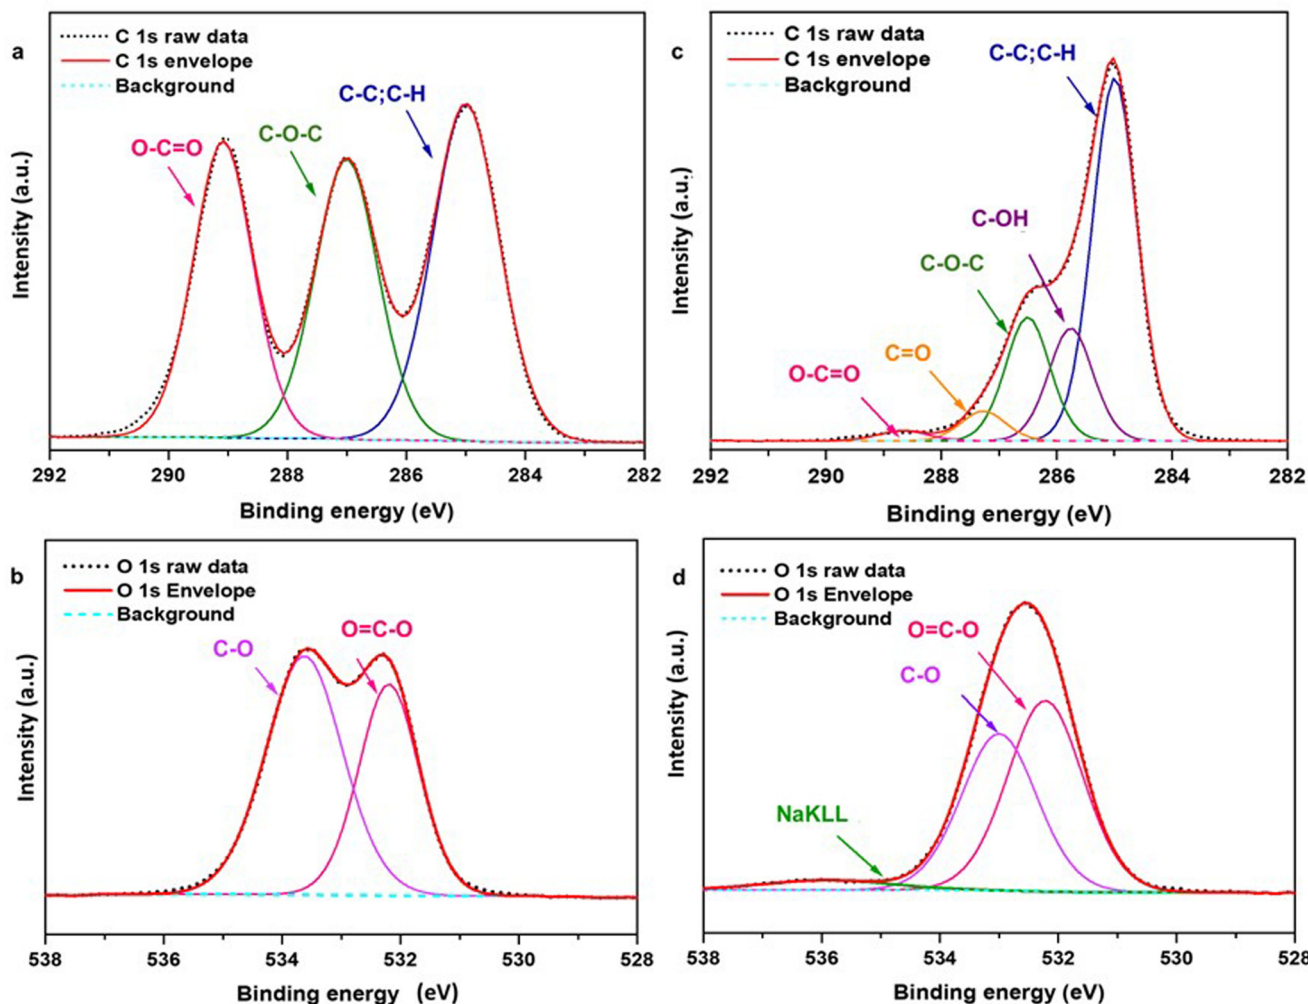 a
C 1s raw data
C 1s envelope
Background
O-C=O
C-O-C
C-C;C-H
Intensity (a.u.)
292 290 288 286 284 282
Binding energy (eV)
c
C 1s raw data
C 1s envelope
Background
C-C;C-H
C-OH
C-O-C
C=O
O-C=O
Intensity (a.u.)
292 290 288 286 284 282
Binding energy (eV)
b
O 1s raw data
O 1s Envelope
Background
C-O
O=C-O
Intensity (a.u.)
538 536 534 532 530 528
Binding energy (eV)
d
O 1s raw data
O 1s Envelope
Background
O=C-O
C-O
NaKLL
Intensity (a.u.)
538 536 534 532 530 528
Binding energy (eV)